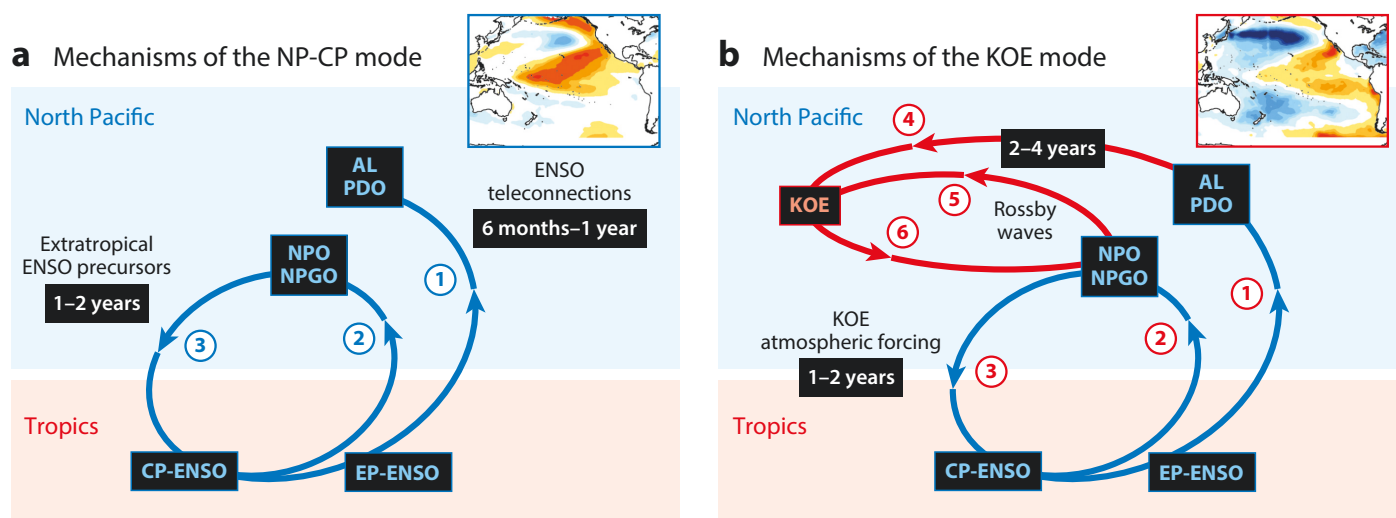 a Mechanisms of the NP-CP mode
North Pacific
AL
PDO
ENSO
teleconnections
6 months–1 year
Extratropical
ENSO precursors
1–2 years
NPO
NPGO
1
2
3
Tropics
CP-ENSO
EP-ENSO
b Mechanisms of the KOE mode
North Pacific
4
2–4 years
AL
PDO
KOE
5
Rossby
waves
6
NPO
NPGO
1
KOE
atmospheric forcing
1–2 years
2
3
Tropics
CP-ENSO
EP-ENSO